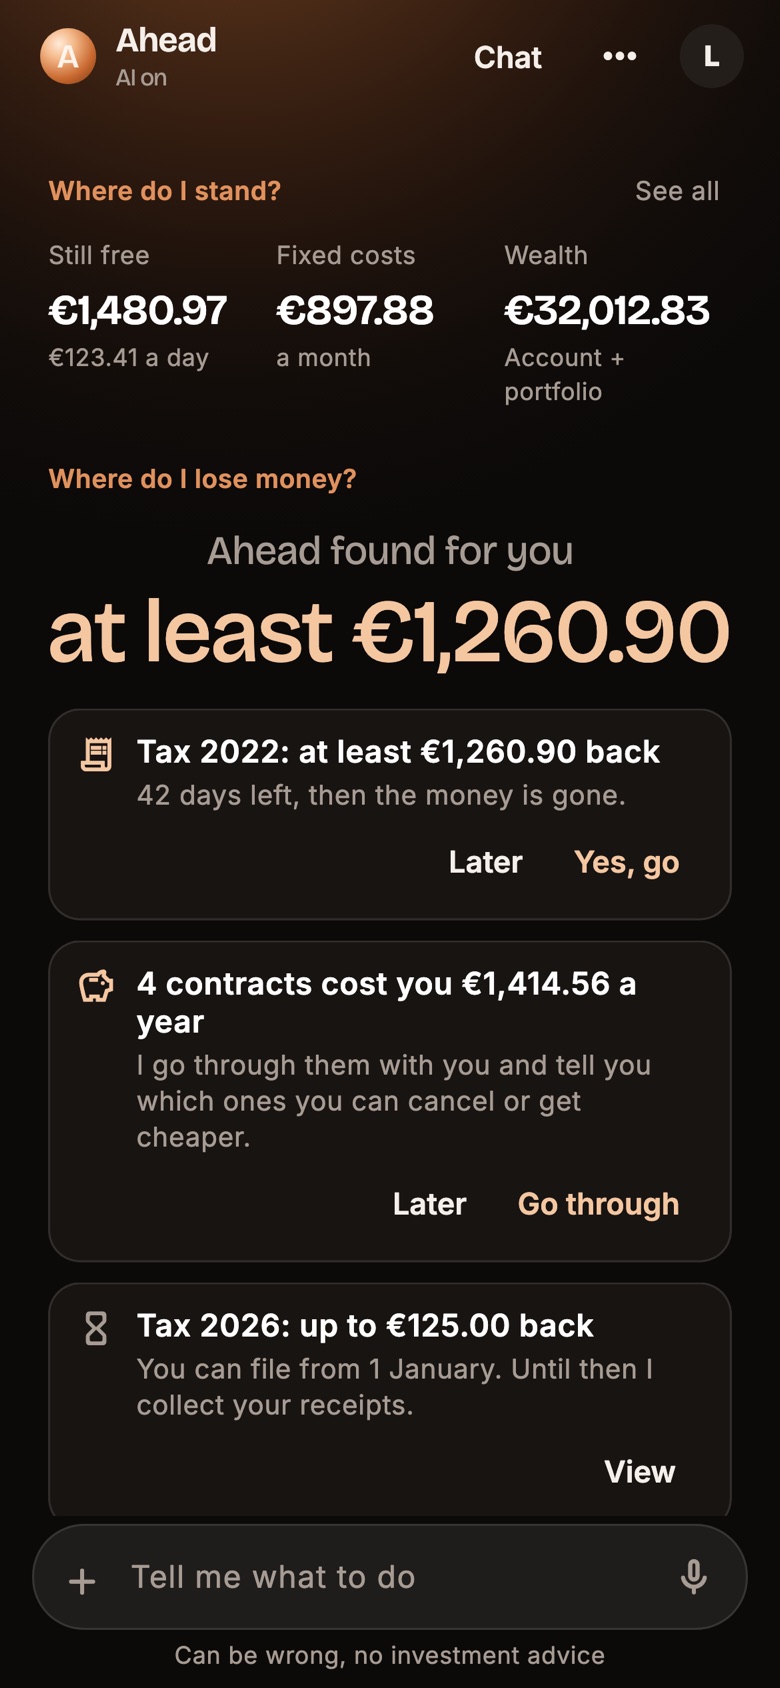 A
Ahead
AI on
Chat
L
Where do I stand?
See all
Still free
Fixed costs
Wealth
€1,480.97
€897.88
€32,012.83
€123.41 a day
a month
Account +
portfolio
Where do I lose money?
Ahead found for you
at least €1,260.90
Tax 2022: at least €1,260.90 back
42 days left, then the money is gone.
Later
Yes, go
4 contracts cost you €1,414.56 a
year
I go through them with you and tell you
which ones you can cancel or get
cheaper.
Later
Go through
Tax 2026: up to €125.00 back
You can file from 1 January. Until then I
collect your receipts.
View
Tell me what to do
Can be wrong, no investment advice